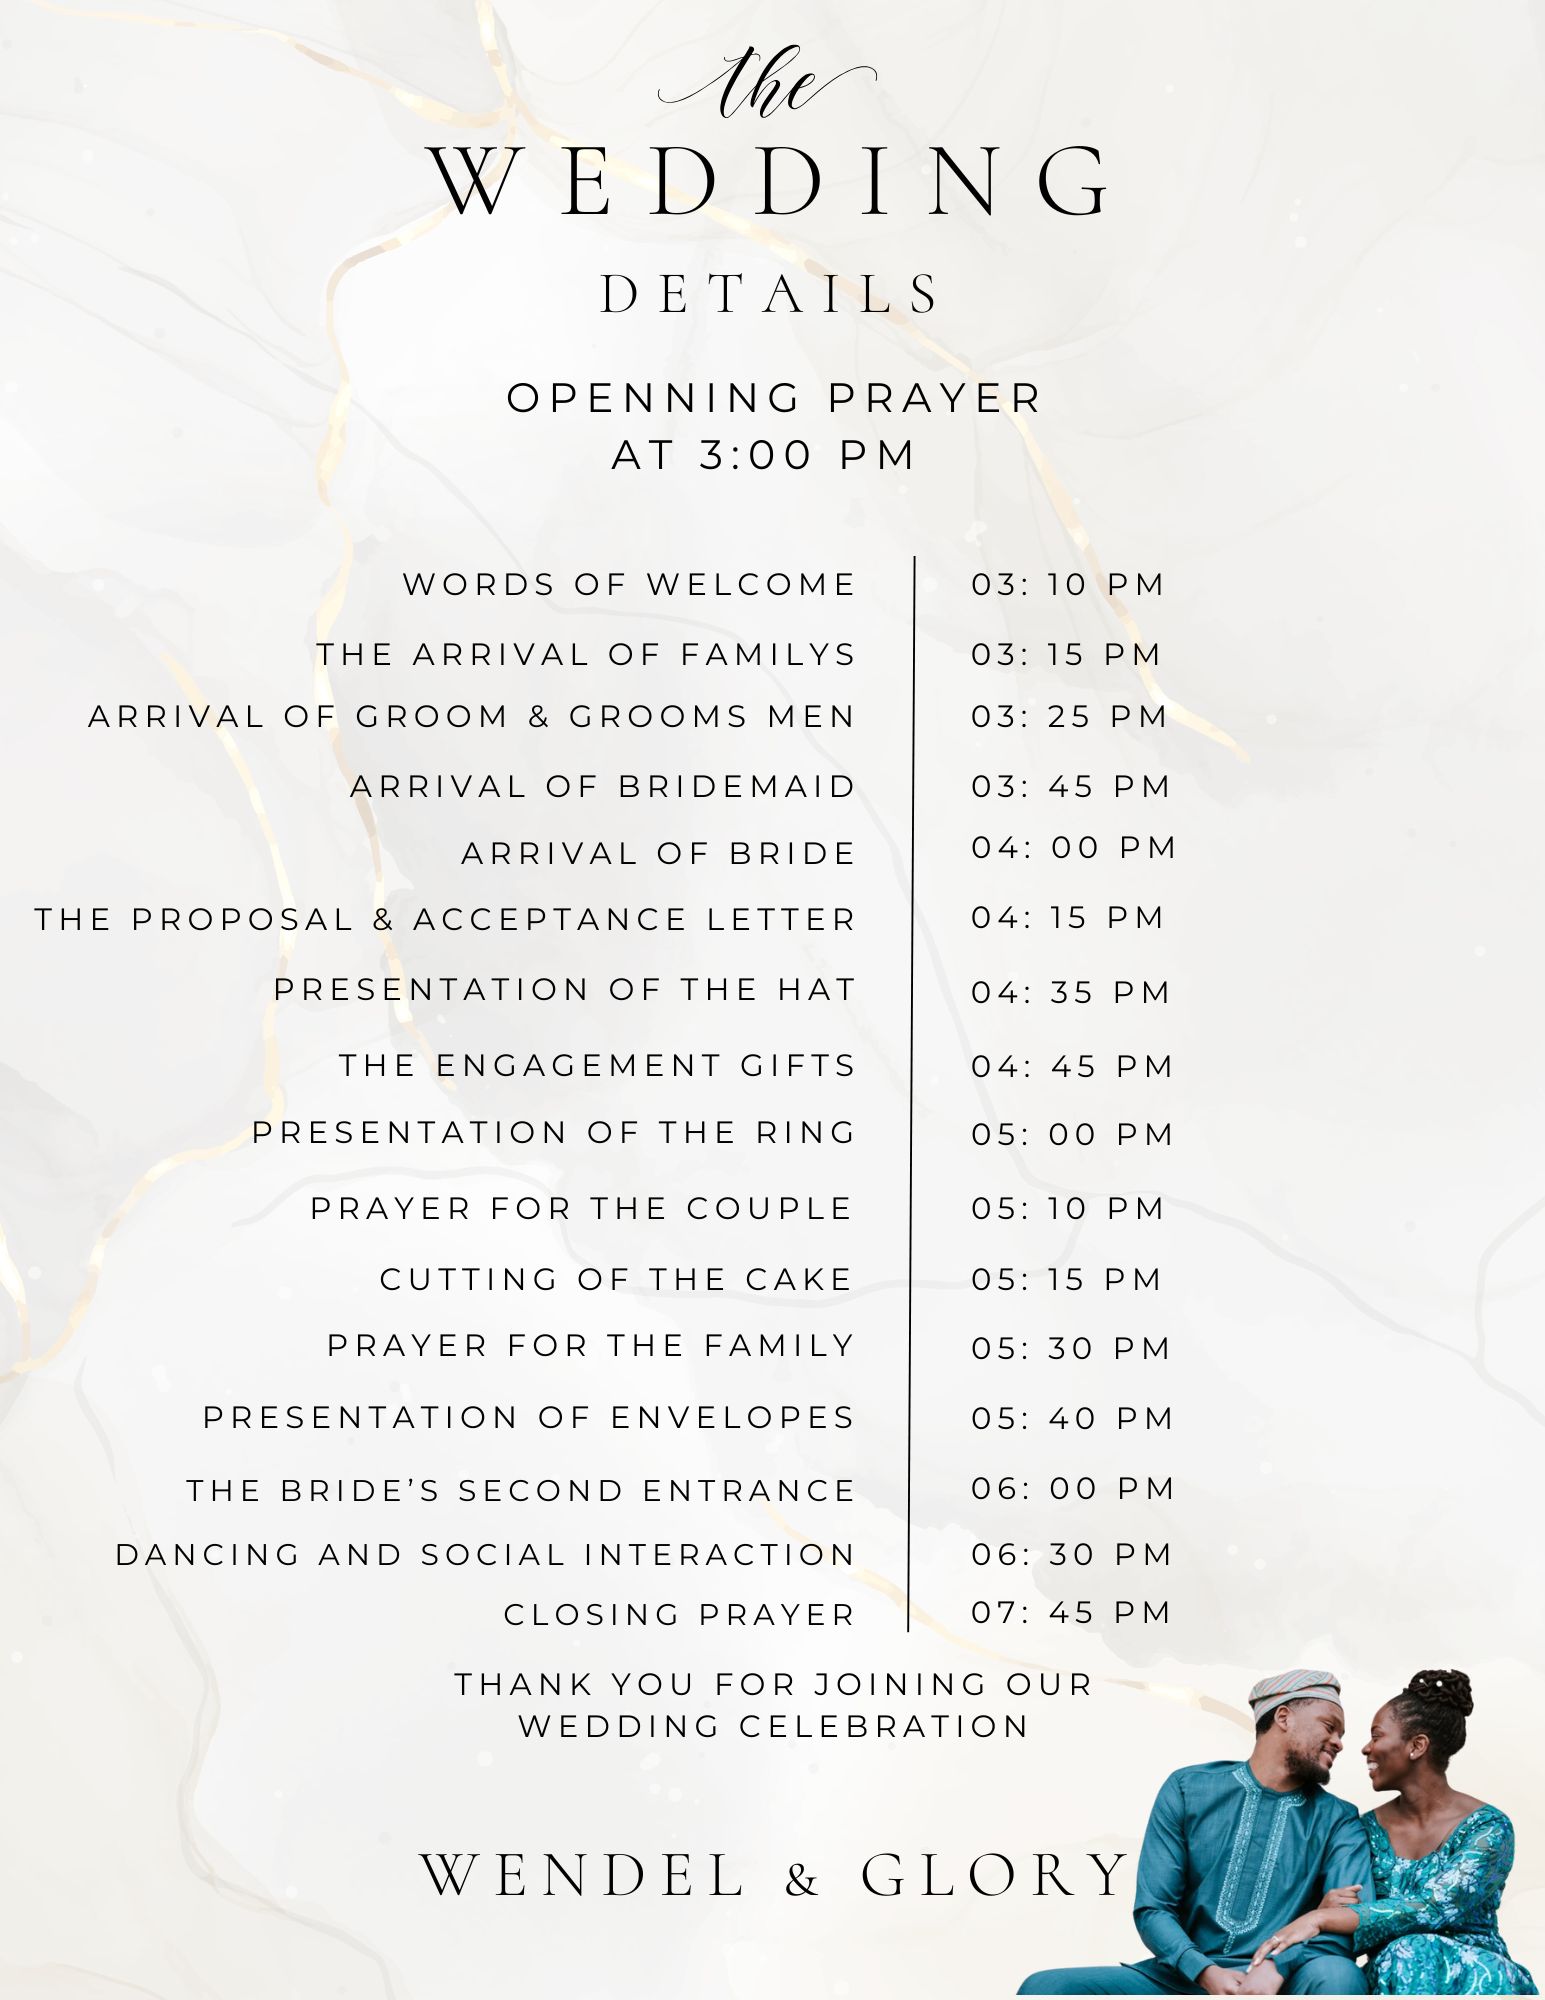 the
WEDDING
DETAILS
OPENNING PRAYER
AT 3:00 PM
WORDS OF WELCOME 03: 10 PM
THE ARRIVAL OF FAMILYS 03: 15 PM
ARRIVAL OF GROOM & GROOMS MEN 03: 25 PM
ARRIVAL OF BRIDEMAID 03: 45 PM
ARRIVAL OF BRIDE 04: 00 PM
THE PROPOSAL & ACCEPTANCE LETTER 04: 15 PM
PRESENTATION OF THE HAT 04: 35 PM
THE ENGAGEMENT GIFTS 04: 45 PM
PRESENTATION OF THE RING 05: 00 PM
PRAYER FOR THE COUPLE 05: 10 PM
CUTTING OF THE CAKE 05: 15 PM
PRAYER FOR THE FAMILY 05: 30 PM
PRESENTATION OF ENVELOPES 05: 40 PM
THE BRIDE’S SECOND ENTRANCE 06: 00 PM
DANCING AND SOCIAL INTERACTION 06: 30 PM
CLOSING PRAYER 07: 45 PM
THANK YOU FOR JOINING OUR
WEDDING CELEBRATION
WENDEL & GLORY